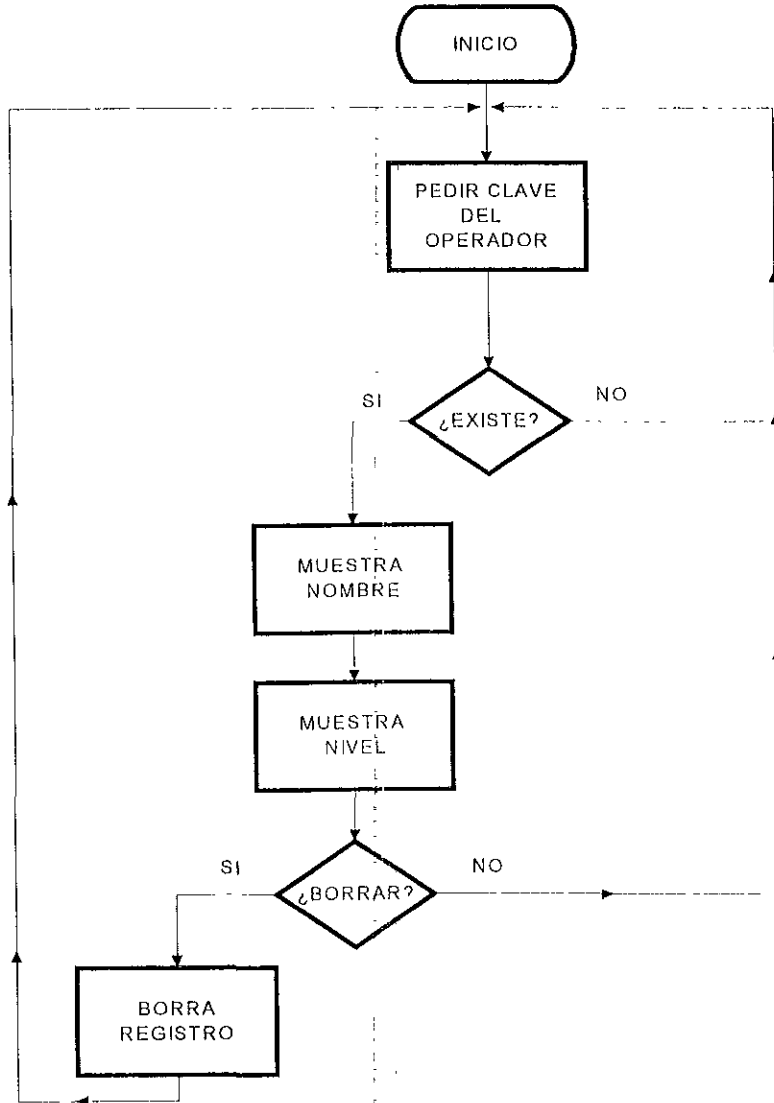 INICIO
PEDIR CLAVE
DEL
OPERADOR
SI
¿EXISTE?
NO
MUESTRA
NOMBRE
MUESTRA
NIVEL
SI
¿BORRAR?
NO
BORRA
REGISTRO